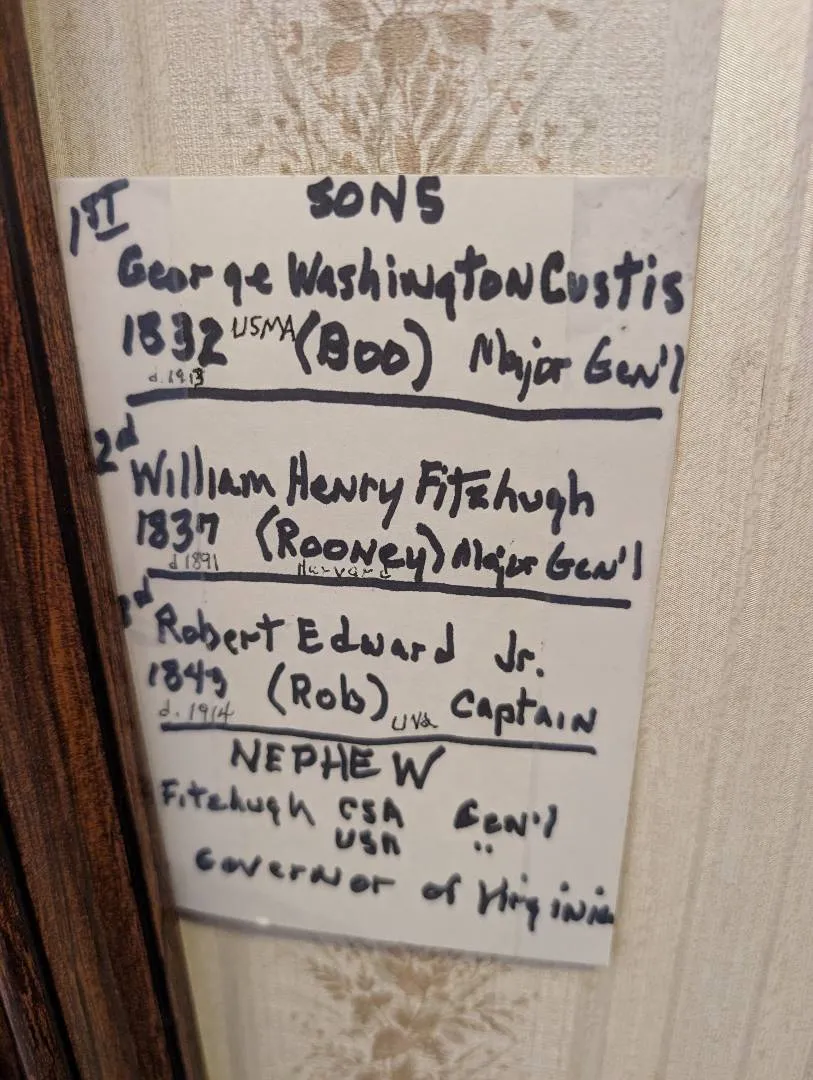 SONS
1ST
George Washington Custis
1832 USMA (Boo) Major Gen'l
d. 1913
2d
William Henry Fitzhugh
1837 (Rooney) Major Gen'l
d 1891 Harvard
3d
Robert Edward Jr.
1843 (Rob) UVa Captain
d. 1914
NEPHEW
Fitzhugh CSA Gen'l
USA "
Governor of Virginia